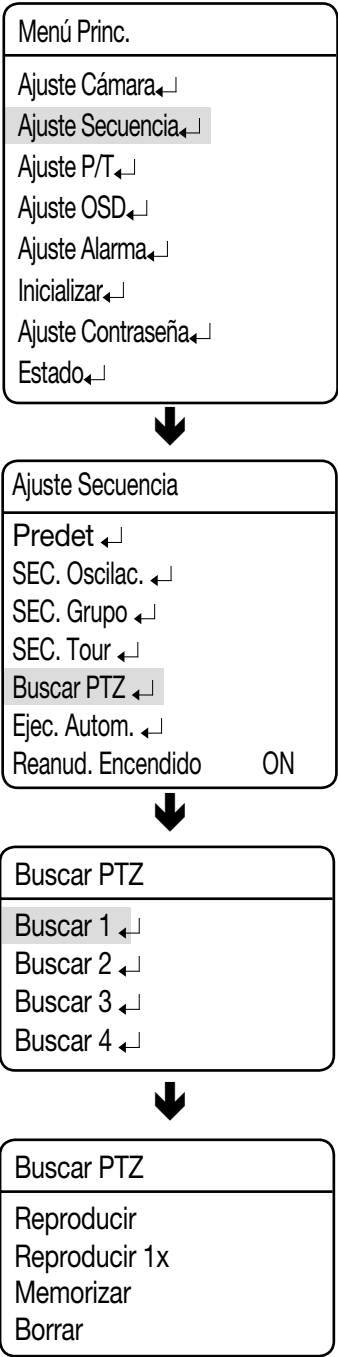 Menú Princ.
Ajuste Cámara↵
Ajuste Secuencia↵
Ajuste P/T↵
Ajuste OSD↵
Ajuste Alarma↵
Inicializar↵
Ajuste Contraseña↵
Estado↵
Ajuste Secuencia
Predet ↵
SEC. Oscilac. ↵
SEC. Grupo ↵
SEC. Tour ↵
Buscar PTZ ↵
Ejec. Autom. ↵
Reanud. Encendido ON
Buscar PTZ
Buscar 1 ↵
Buscar 2 ↵
Buscar 3 ↵
Buscar 4 ↵
Buscar PTZ
Reproducir
Reproducir 1x
Memorizar
Borrar